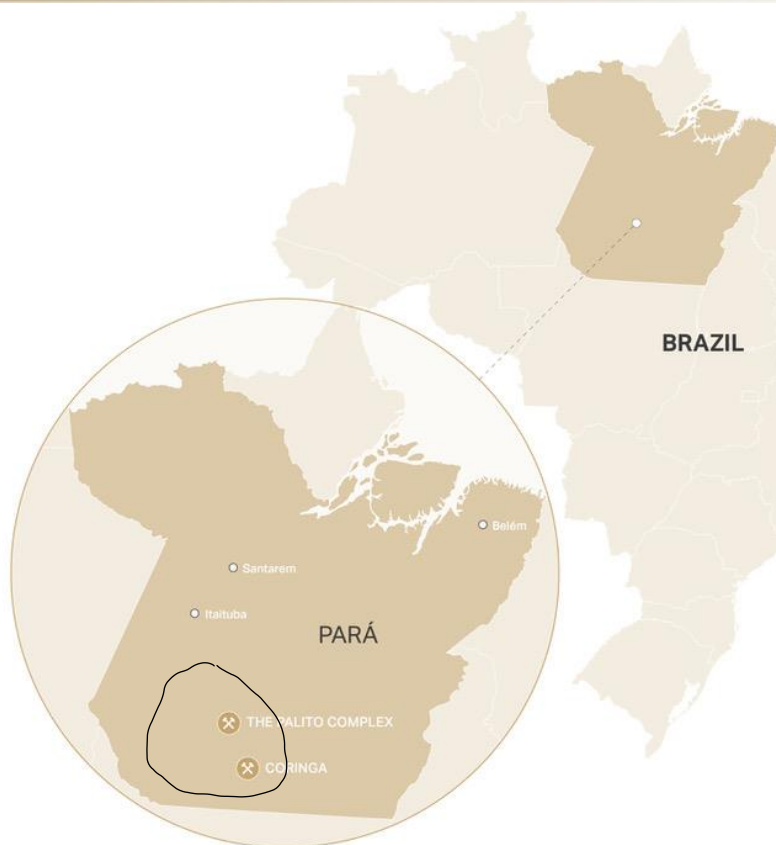 BRAZIL
Belém
Santarem
Itaituba
PARÁ
THE PALITO COMPLEX
CORINGA